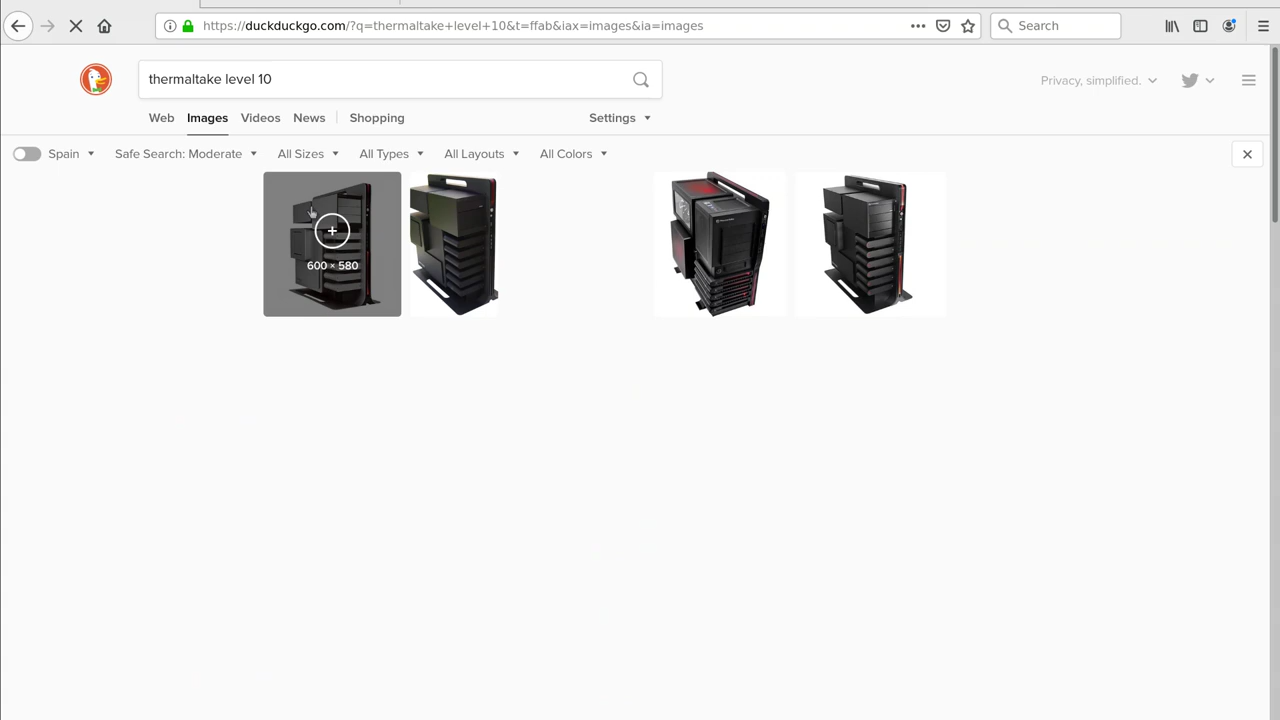 https://duckduckgo.com/?q=thermaltake+level+10&t=ffab&iax=images&ia=images
Search
thermaltake level 10
Privacy, simplified.
Web Images Videos News Shopping Settings
Spain Safe Search: Moderate All Sizes All Types All Layouts All Colors
600 × 580